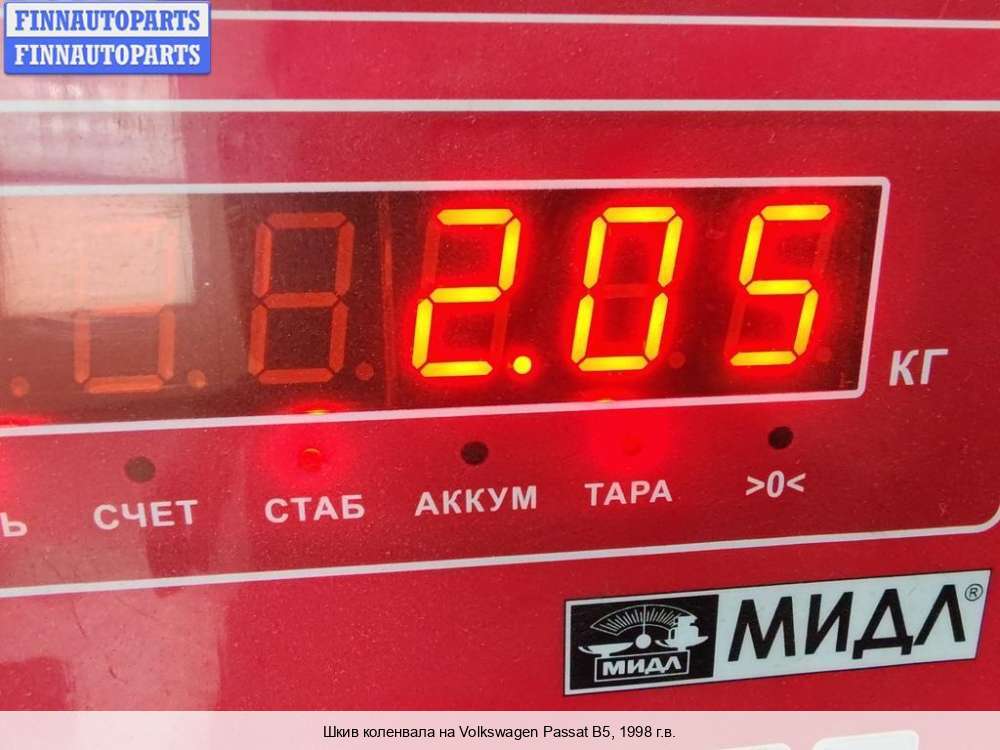 FINNAUTOPARTS
FINNAUTOPARTS
2.05
КГ
Ь СЧЕТ СТАБ АККУМ ТАРА >0<
МИДЛ МИДЛ®
Шкив коленвала на Volkswagen Passat B5, 1998 г.в.